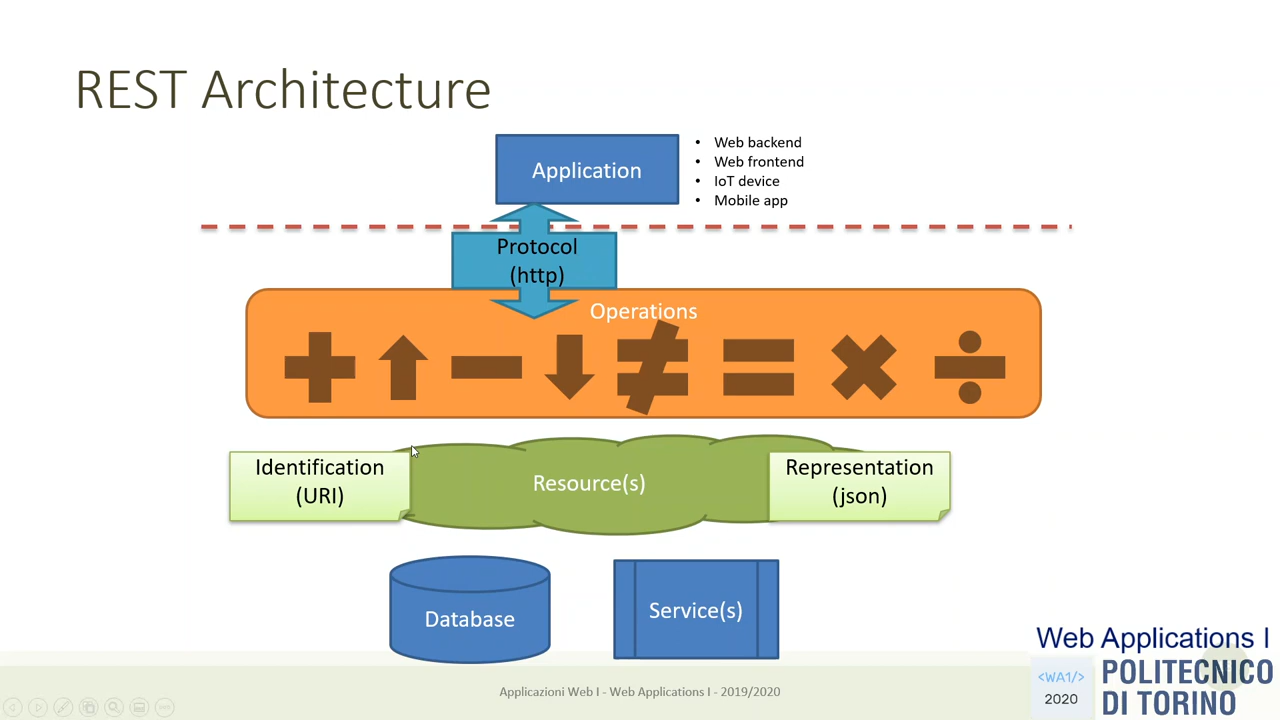 REST Architecture
Application
• Web backend
• Web frontend
• IoT device
• Mobile app
Protocol
(http)
Operations
Identification
(URI)
Resource(s)
Representation
(json)
Database
Service(s)
Applicazioni Web I - Web Applications I - 2019/2020
Web Applications I
<WA1/>
2020
POLITECNICO
DI TORINO